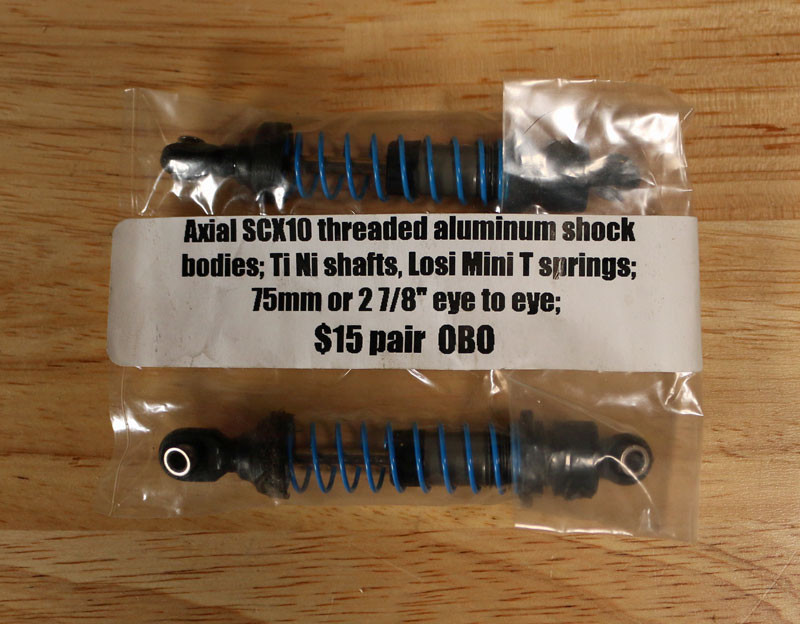 Axial SCX10 threaded aluminum shock
bodies; Ti Ni shafts, Losi Mini T springs;
75mm or 2 7/8" eye to eye;
$15 pair OBO